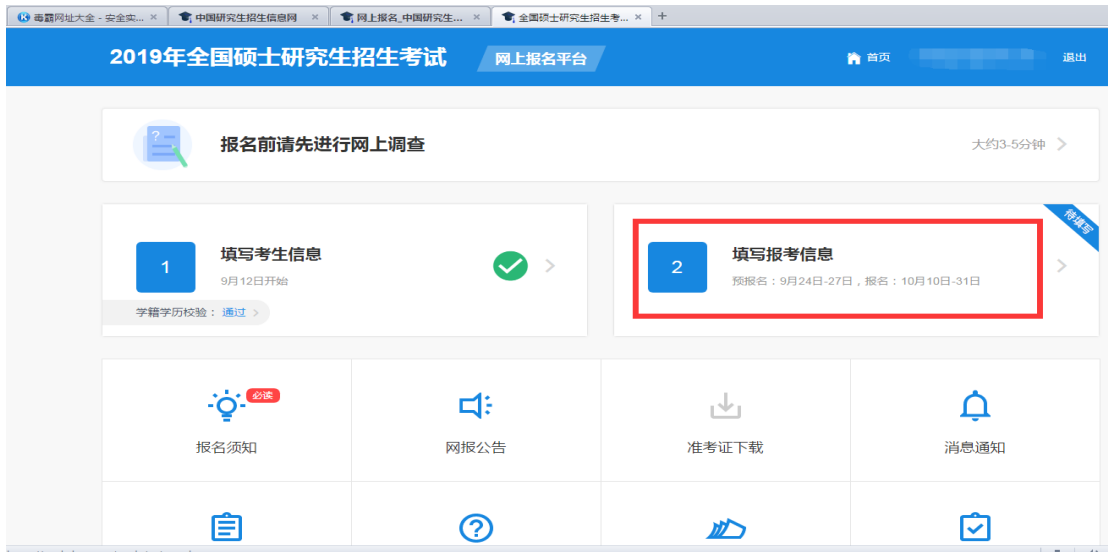 毒霸网址大全 - 安全实... ×
中国研究生招生信息网 ×
网上报名_中国研究生... ×
全国硕士研究生招生考... × +
2019年全国硕士研究生招生考试 网上报名平台 首页 退出
报名前请先进行网上调查 大约3-5分钟
待填写
1 填写考生信息
9月12日开始
学籍学历校验： 通过
2 填写报考信息
预报名：9月24日-27日，报名：10月10日-31日
必读
报名须知 网报公告 准考证下载 消息通知